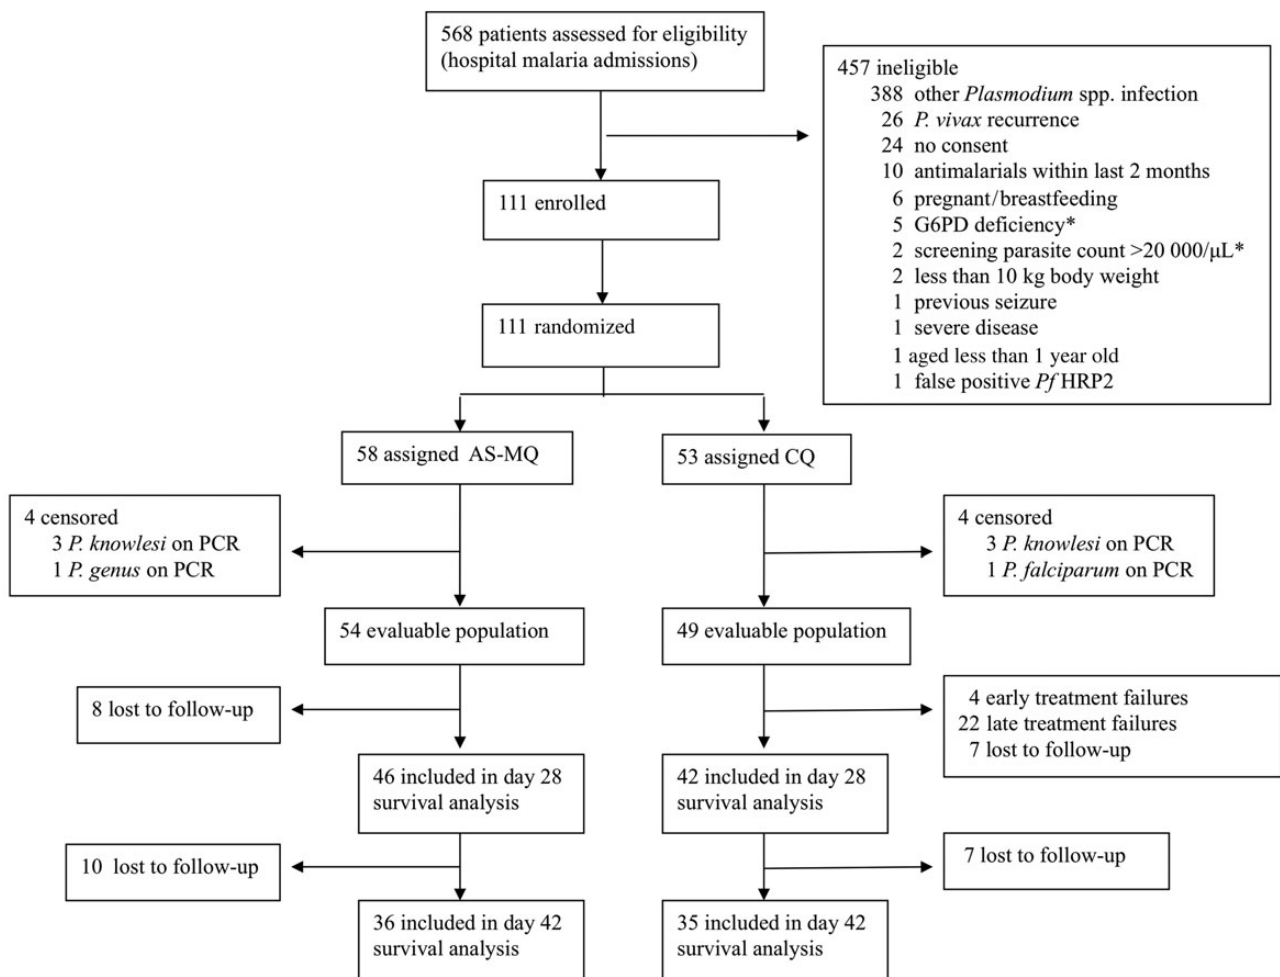 568 patients assessed for eligibility
(hospital malaria admissions)
457 ineligible
388 other Plasmodium spp. infection
26 P. vivax recurrence
24 no consent
10 antimalarials within last 2 months
6 pregnant/breastfeeding
5 G6PD deficiency*
2 screening parasite count >20 000/μL*
2 less than 10 kg body weight
1 previous seizure
1 severe disease
1 aged less than 1 year old
1 false positive Pf HRP2
111 enrolled
111 randomized
58 assigned AS-MQ
53 assigned CQ
4 censored
3 P. knowlesi on PCR
1 P. genus on PCR
4 censored
3 P. knowlesi on PCR
1 P. falciparum on PCR
54 evaluable population
49 evaluable population
8 lost to follow-up
4 early treatment failures
22 late treatment failures
7 lost to follow-up
46 included in day 28
survival analysis
42 included in day 28
survival analysis
10 lost to follow-up
7 lost to follow-up
36 included in day 42
survival analysis
35 included in day 42
survival analysis